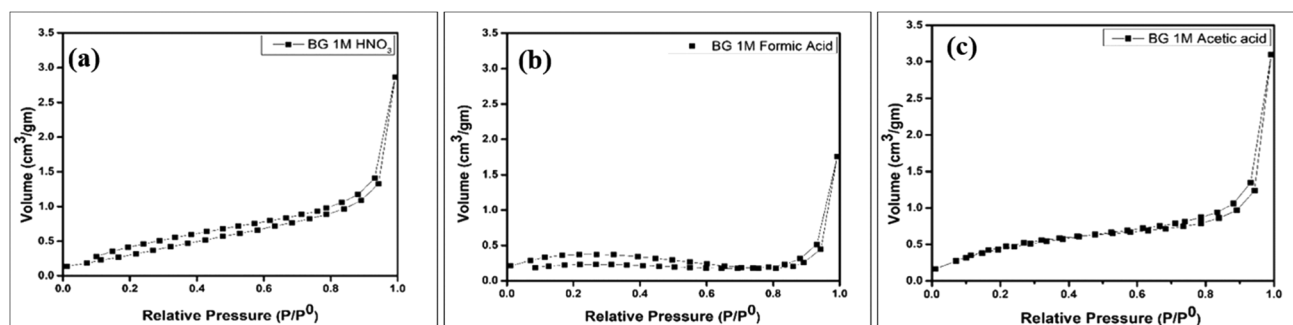 (a)
BG 1M HNO3
3.5
3.0
2.5
2.0
1.5
1.0
0.5
0.0
Volume (cm3/gm)
0.0 0.2 0.4 0.6 0.8 1.0
Relative Pressure (P/P0)
(b)
BG 1M Formic Acid
3.5
3.0
2.5
2.0
1.5
1.0
0.5
0.0
Volume (cm3/gm)
0.0 0.2 0.4 0.6 0.8 1.0
Relative Pressure (P/P0)
(c)
BG 1M Acetic acid
3.5
3.0
2.5
2.0
1.5
1.0
0.5
0.0
Volume (cm3/gm)
0.0 0.2 0.4 0.6 0.8 1.0
Relative Pressure (P/P0)